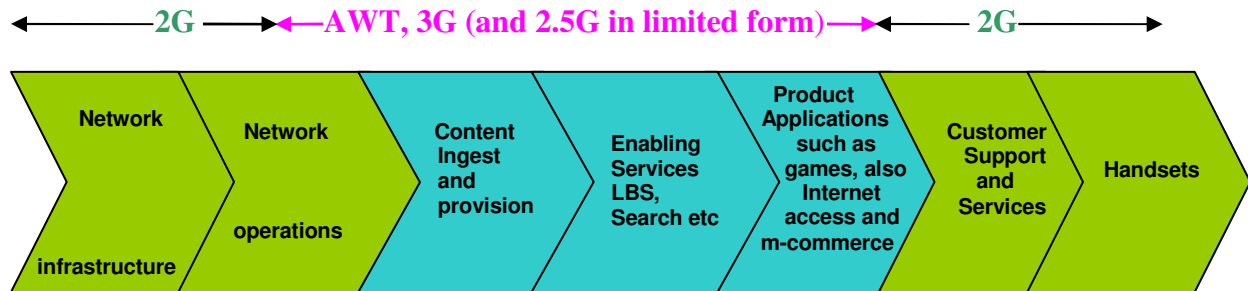 2G AWT, 3G (and 2.5G in limited form) 2G
Network
infrastructure
Network
operations
Content
Ingest
and
provision
Enabling
Services
LBS,
Search etc
Product
Applications
such as
games, also
Internet
access and
m-commerce
Customer
Support
and
Services
Handsets